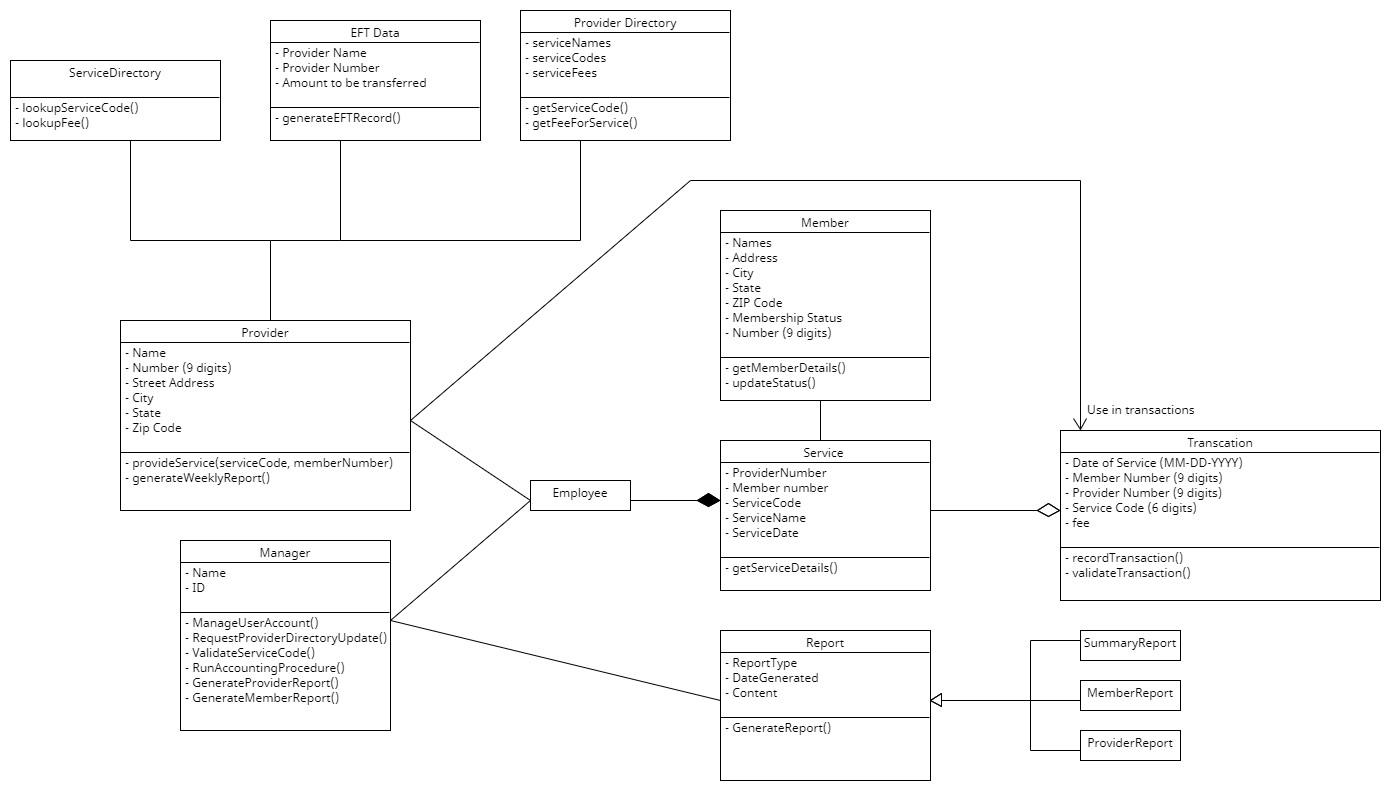 ServiceDirectory
- lookupServiceCode()
- lookupFee()
EFT Data
- Provider Name
- Provider Number
- Amount to be transferred
- generateEFTRecord()
Provider Directory
- serviceNames
- serviceCodes
- serviceFees
- getServiceCode()
- getFeeForService()
Member
- Names
- Address
- City
- State
- ZIP Code
- Membership Status
- Number (9 digits)
- getMemberDetails()
- updateStatus()
Provider
- Name
- Number (9 digits)
- Street Address
- City
- State
- Zip Code
- provideService(serviceCode, memberNumber)
- generateWeeklyReport()
Use in transactions
Employee
Service
- ProviderNumber
- Member number
- ServiceCode
- ServiceName
- ServiceDate
- getServiceDetails()
Transcation
- Date of Service (MM-DD-YYYY)
- Member Number (9 digits)
- Provider Number (9 digits)
- Service Code (6 digits)
- fee
- recordTransaction()
- validateTransaction()
Manager
- Name
- ID
- ManageUserAccount()
- RequestProviderDirectoryUpdate()
- ValidateServiceCode()
- RunAccountingProcedure()
- GenerateProviderReport()
- GenerateMemberReport()
Report
- ReportType
- DateGenerated
- Content
- GenerateReport()
SummaryReport
MemberReport
ProviderReport